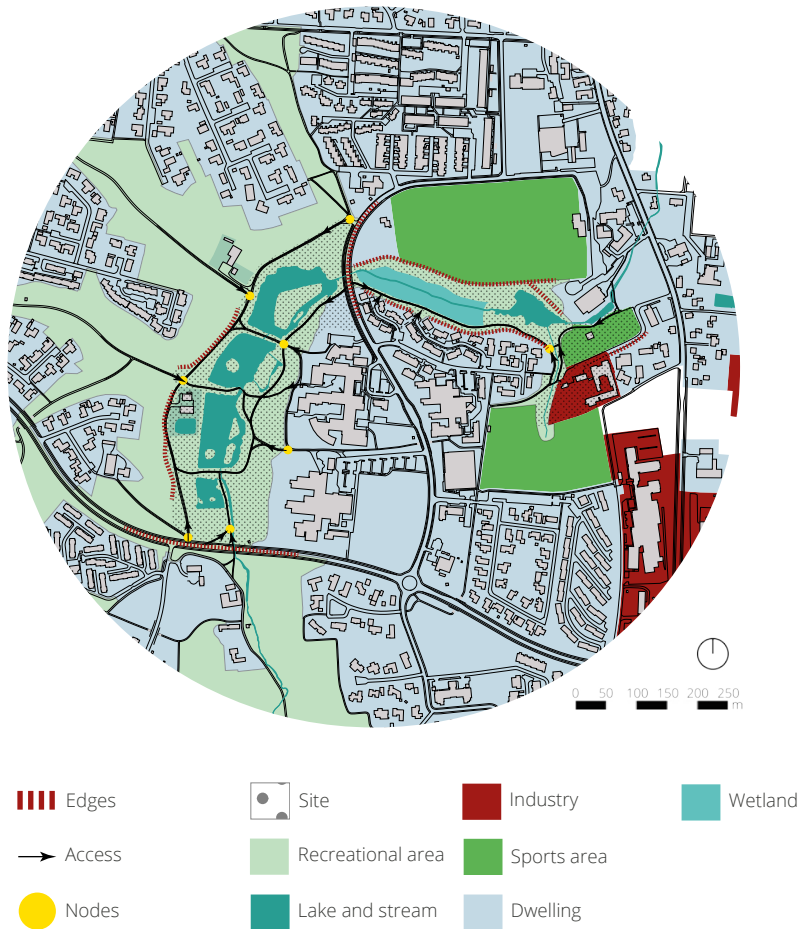 0 50 100 150 200 250
m
Edges
Site
Industry
Wetland
Access
Recreational area
Sports area
Nodes
Lake and stream
Dwelling